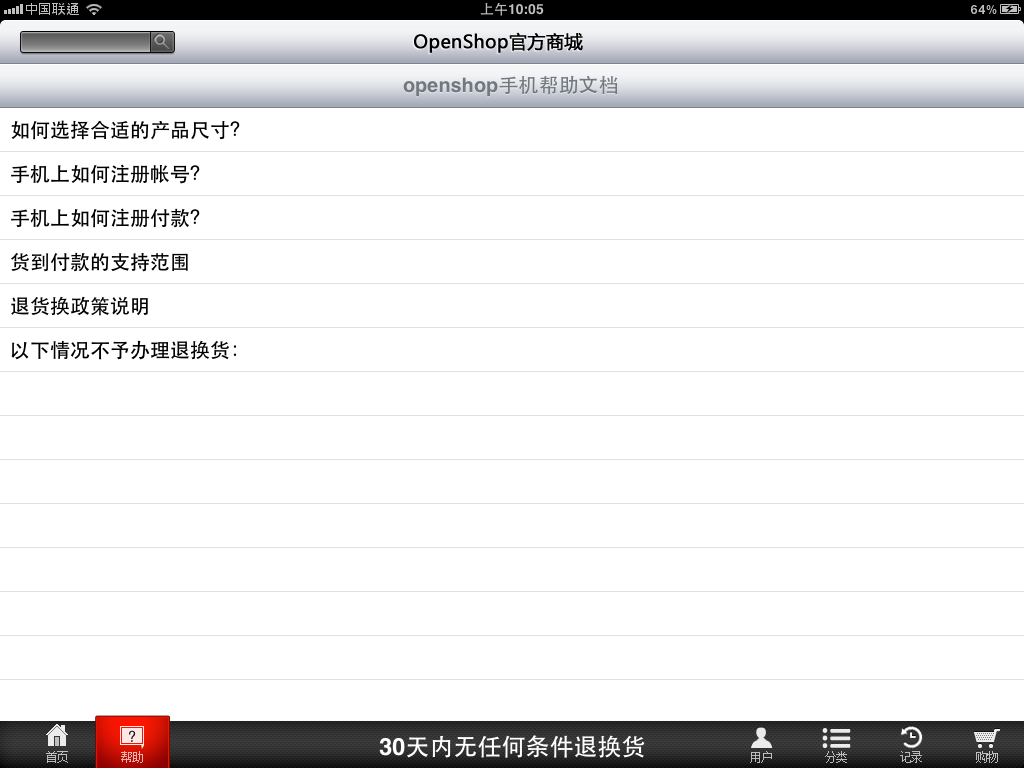 中国联通 上午10:05 64%
OpenShop官方商城
openshop手机帮助文档
如何选择合适的产品尺寸?
手机上如何注册帐号?
手机上如何注册付款?
货到付款的支持范围
退货换政策说明
以下情况不予办理退换货:
首页 帮助 30天内无任何条件退换货 用户 分类 记录 购物